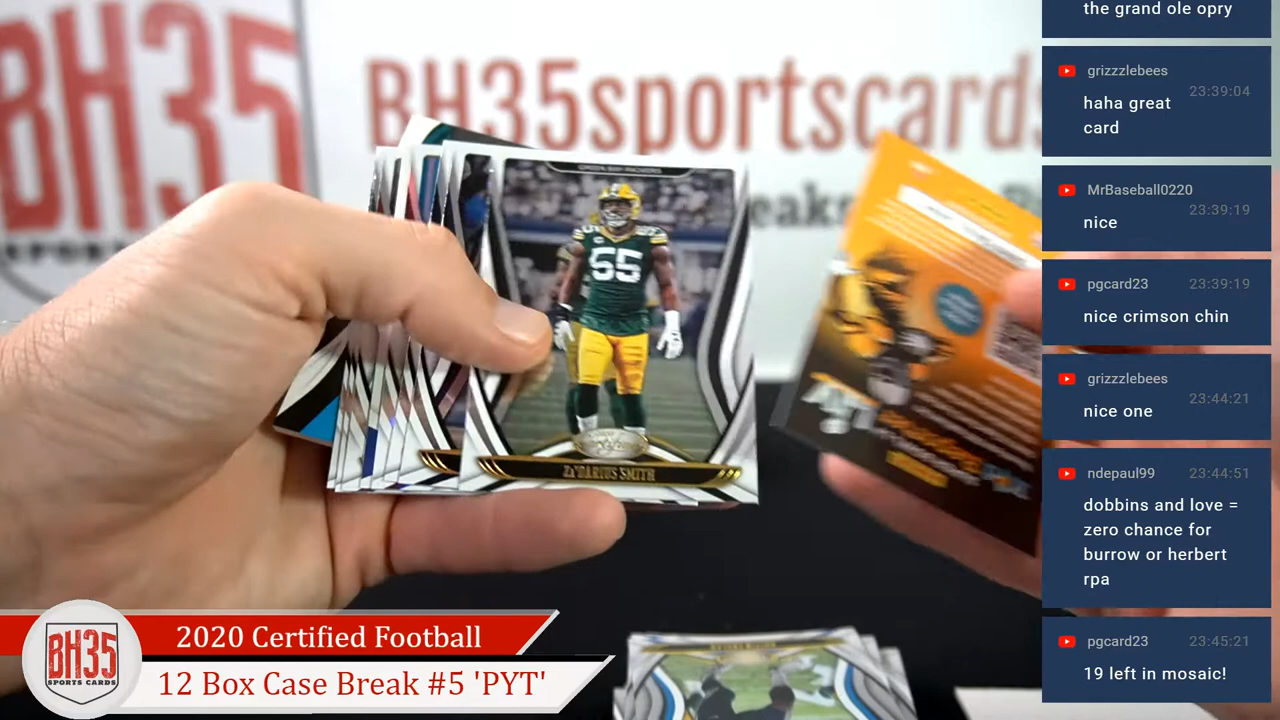 BH35
SPORTS
BH35sportscards
eaks
GREEN BAY PACKERS
55
ZA'DARIUS SMITH
BH35
SPORTS CARDS
2020 Certified Football
12 Box Case Break #5 'PYT'
the grand ole opry
grizzzlebees
23:39:04
haha great
card
MrBaseball0220
23:39:19
nice
pgcard23
23:39:19
nice crimson chin
grizzzlebees
23:44:21
nice one
ndepaul99
23:44:51
dobbins and love =
zero chance for
burrow or herbert
rpa
pgcard23
23:45:21
19 left in mosaic!